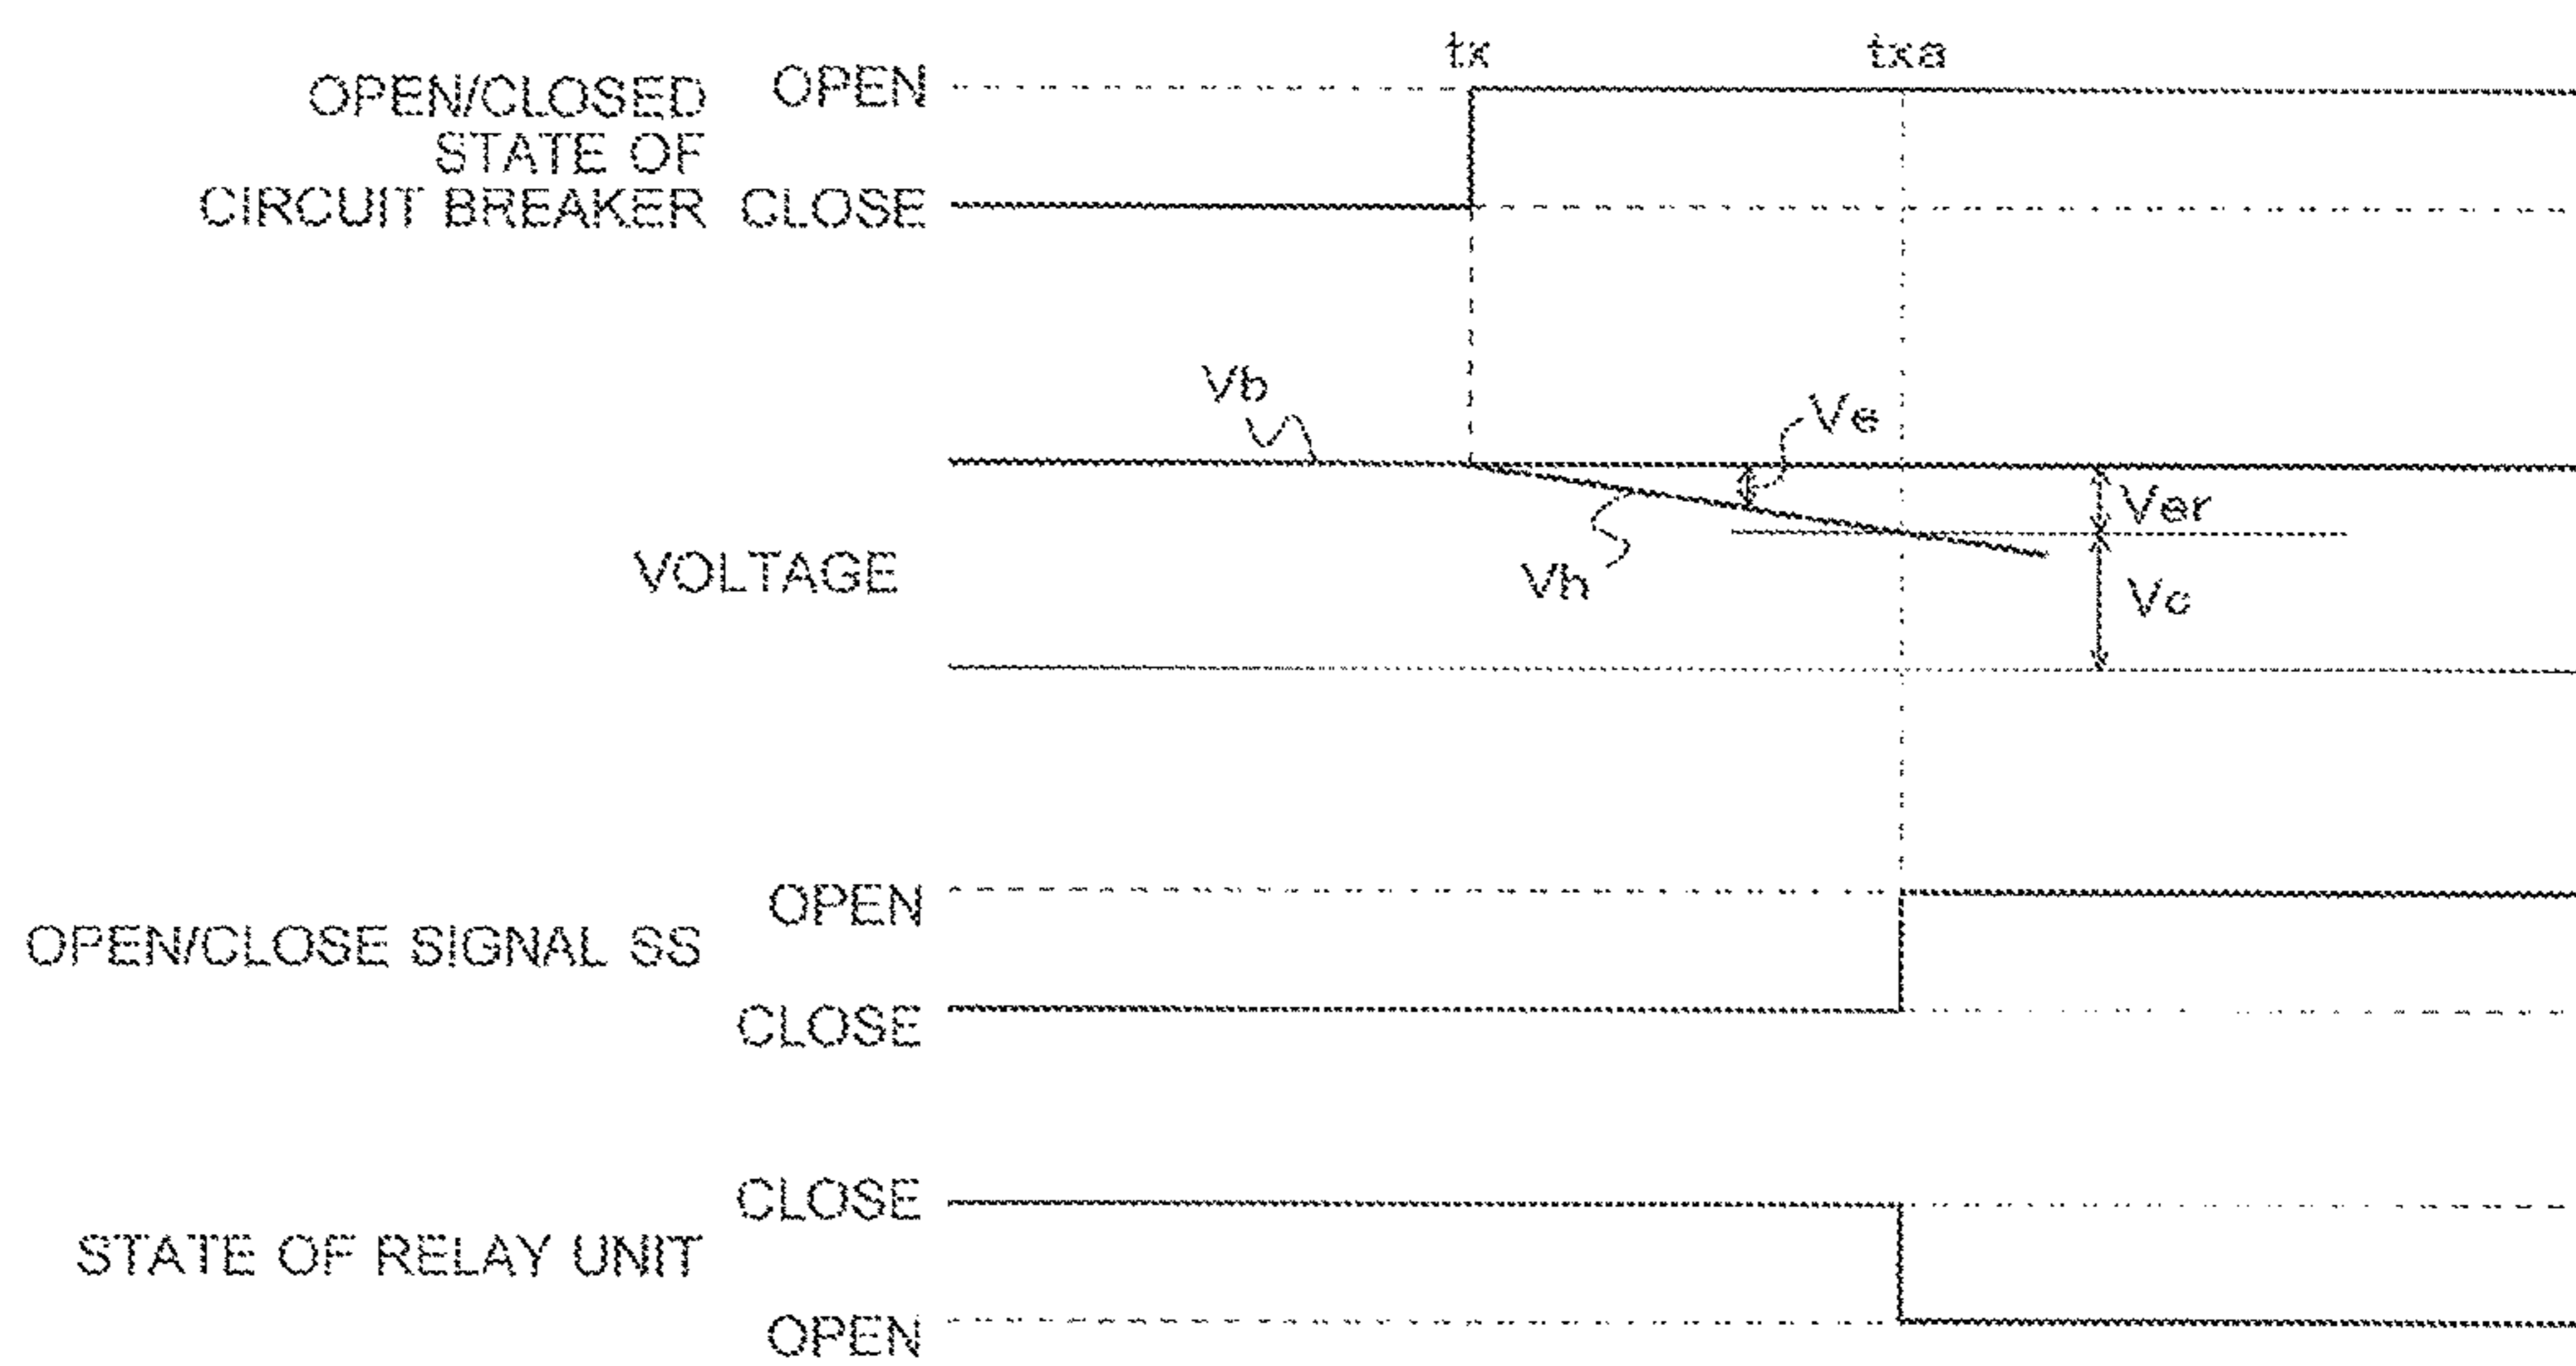 tx
txa
OPEN/CLOSED
STATE OF
CIRCUIT BREAKER
OPEN
CLOSE
Vb
Ve
Ver
Vh
Vc
VOLTAGE
OPEN/CLOSE SIGNAL SS
OPEN
CLOSE
STATE OF RELAY UNIT
CLOSE
OPEN